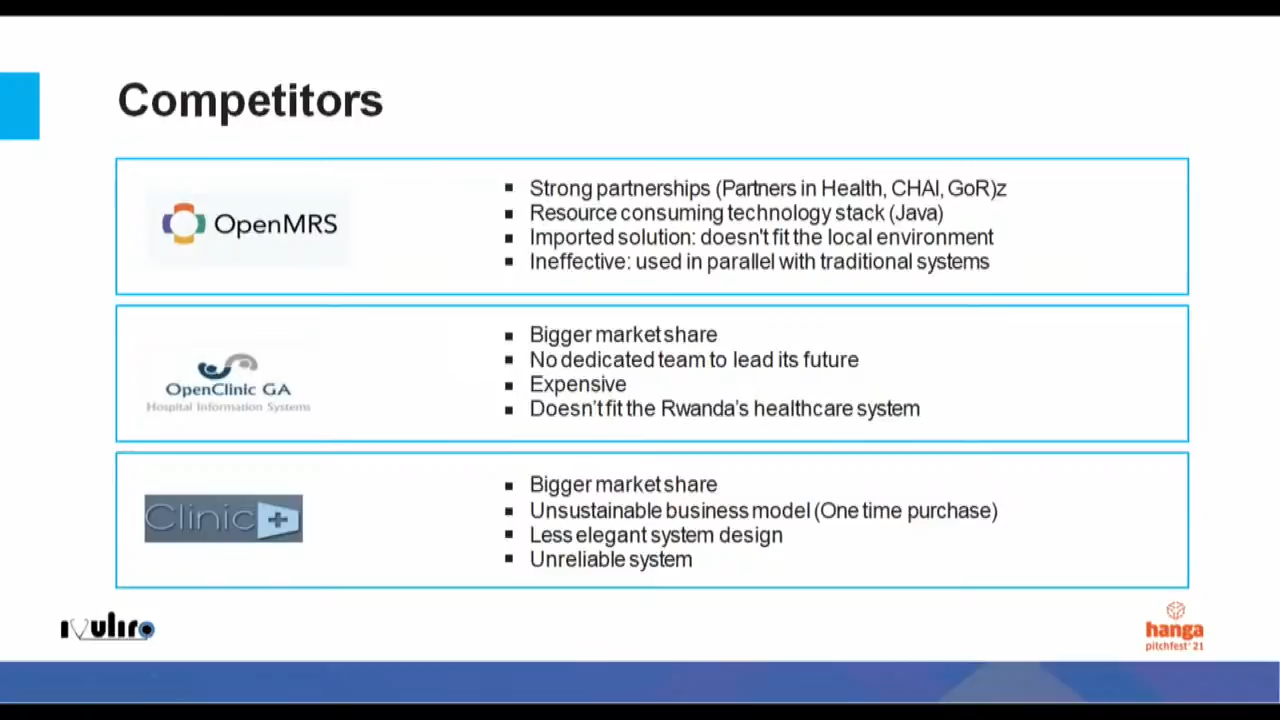 Competitors
OpenMRS
▪ Strong partnerships (Partners in Health, CHAI, GoR)z
▪ Resource consuming technology stack (Java)
▪ Imported solution: doesn't fit the local environment
▪ Ineffective: used in parallel with traditional systems
OpenClinic GA
Hospital Information Systems
▪ Bigger market share
▪ No dedicated team to lead its future
▪ Expensive
▪ Doesn’t fit the Rwanda’s healthcare system
Clinic+
▪ Bigger market share
▪ Unsustainable business model (One time purchase)
▪ Less elegant system design
▪ Unreliable system
ivuliro
hanga
pitchfest' 21